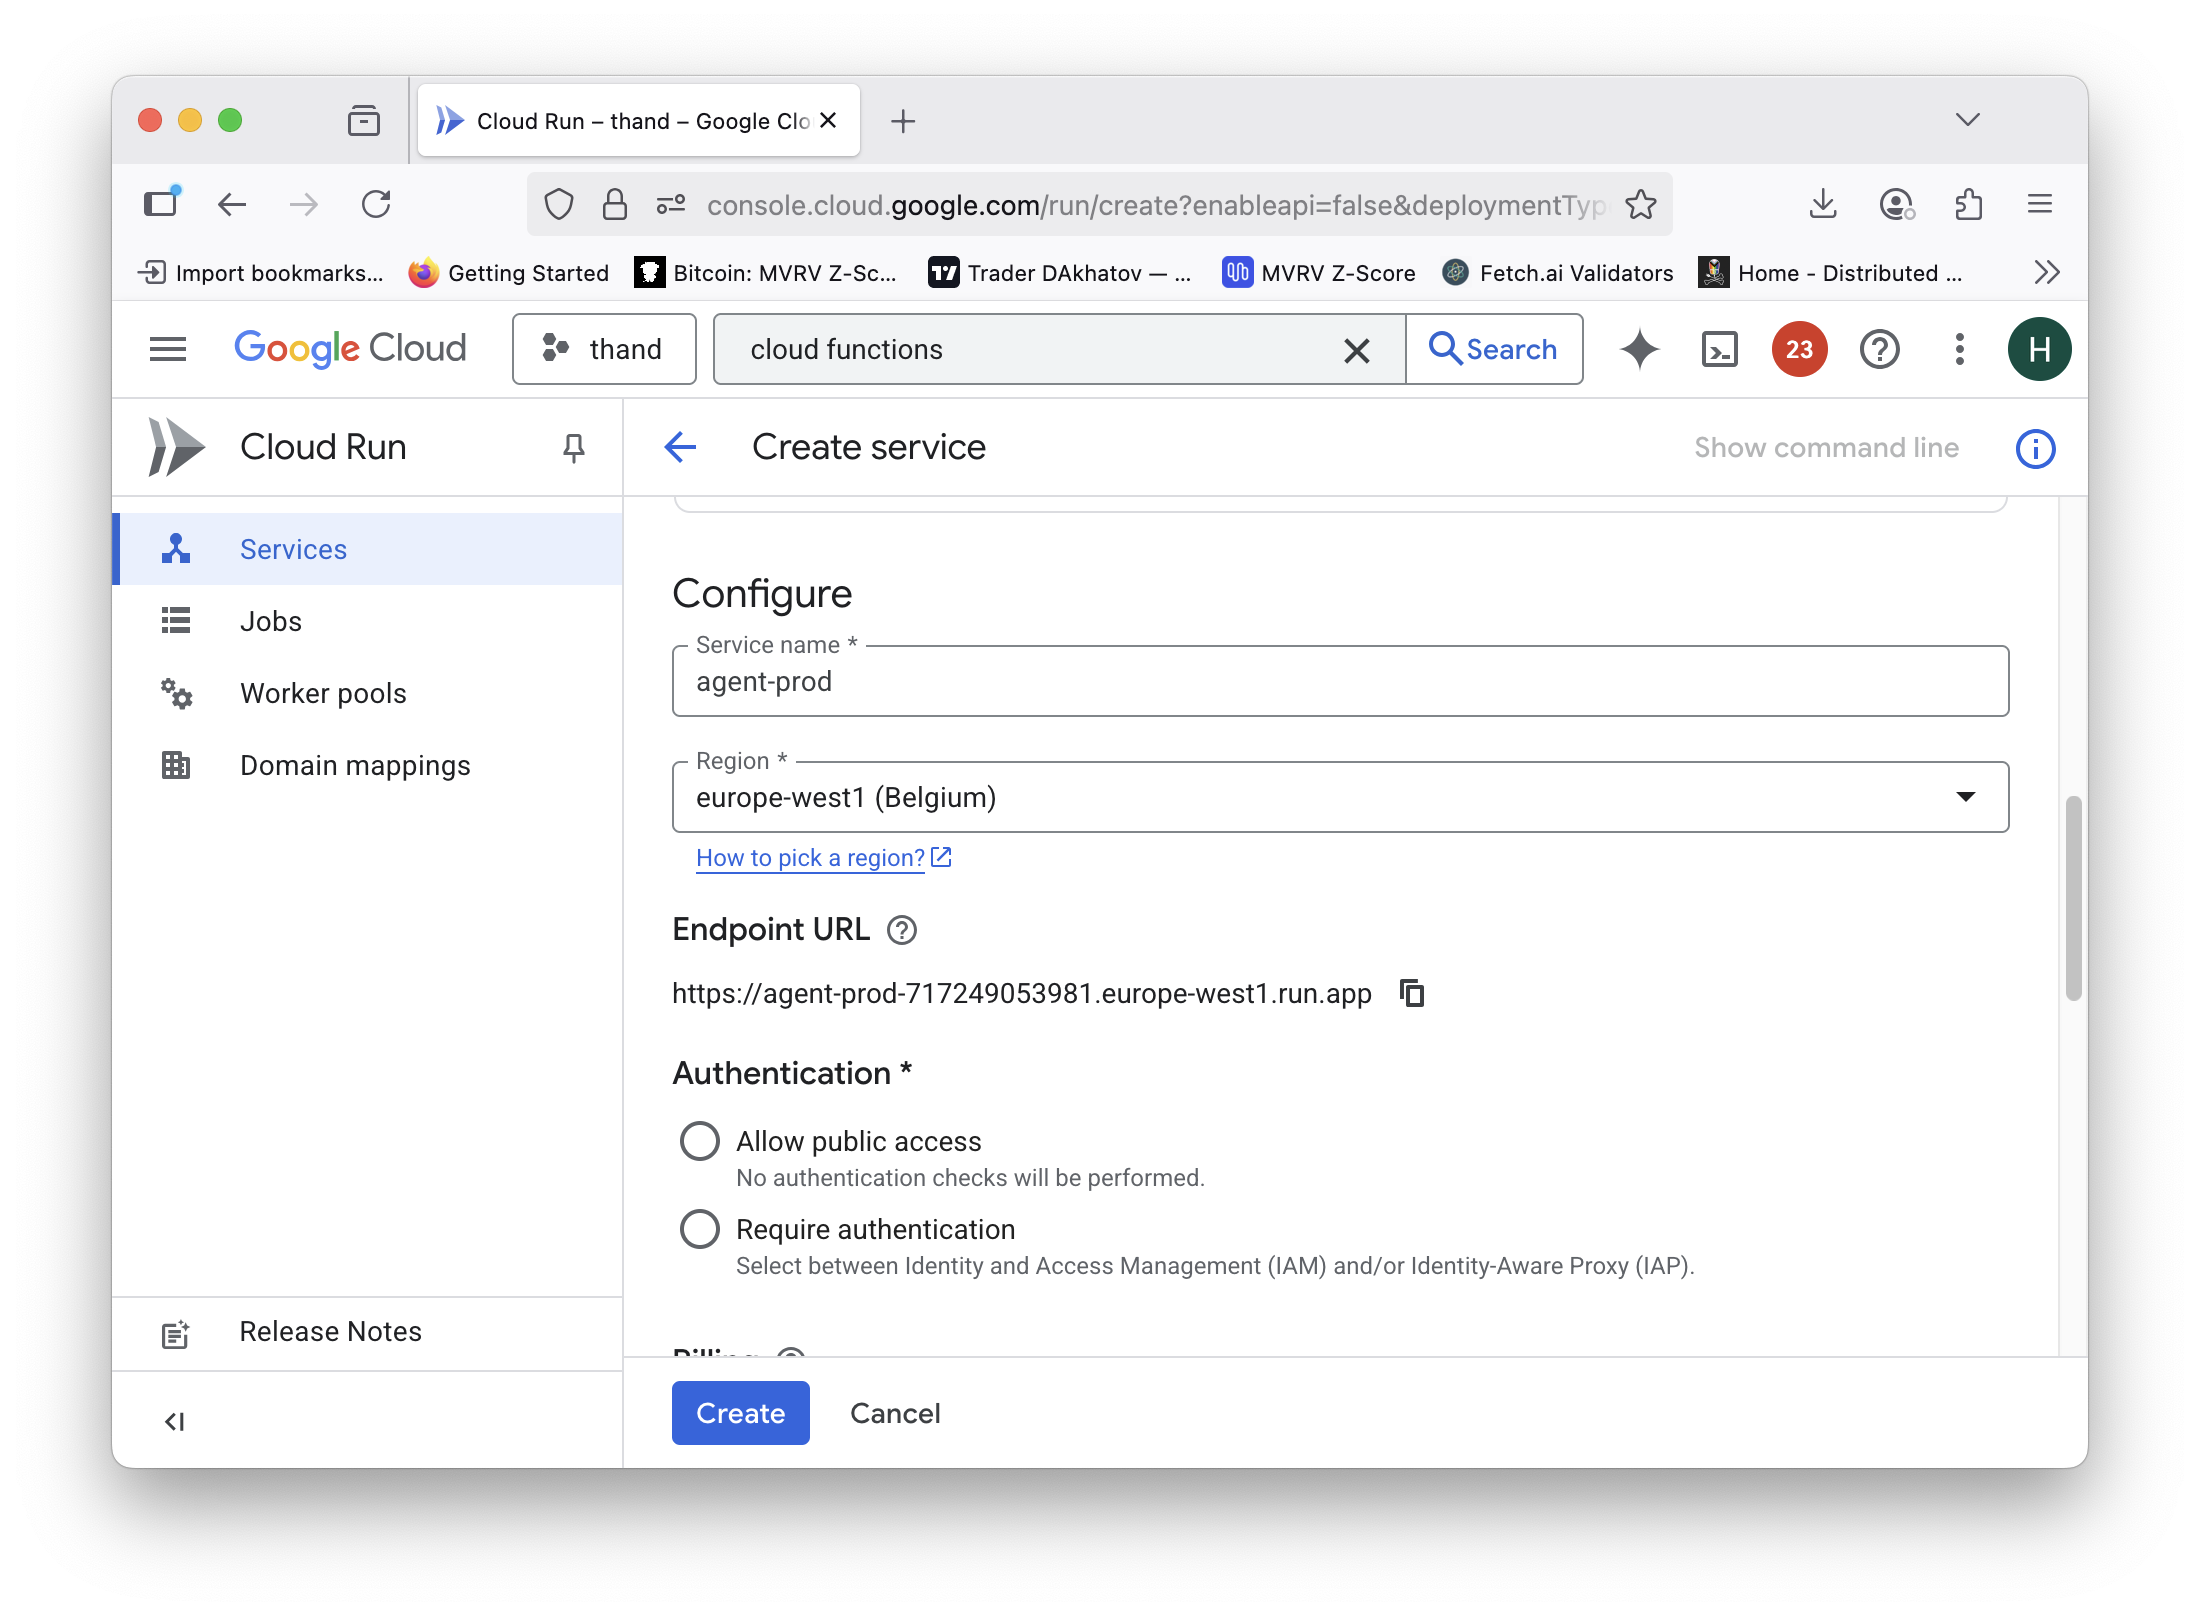 Cloud Run – thand – Google Clo
console.cloud.google.com/run/create?enableapi=false&deploymentTyp
Import bookmarks...
Getting Started
Bitcoin: MVRV Z-Sc...
Trader DAkhatov — ...
MVRV Z-Score
Fetch.ai Validators
Home - Distributed ...
Google Cloud
thand
cloud functions
Search
23
H
Cloud Run
Create service
Show command line
Services
Jobs
Worker pools
Domain mappings
Release Notes
Configure
Service name *
agent-prod
Region *
europe-west1 (Belgium)
How to pick a region?
Endpoint URL
https://agent-prod-717249053981.europe-west1.run.app
Authentication *
Allow public access
No authentication checks will be performed.
Require authentication
Select between Identity and Access Management (IAM) and/or Identity-Aware Proxy (IAP).
Billing
Create
Cancel